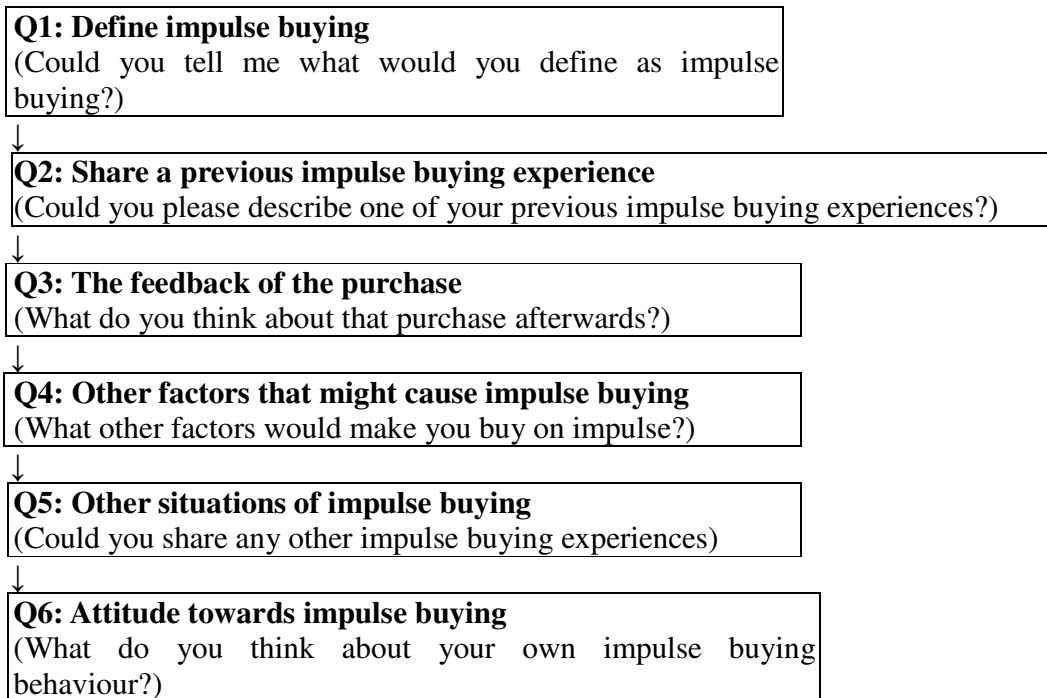 Q1: Define impulse buying
(Could you tell me what would you define as impulse
buying?)
↓
Q2: Share a previous impulse buying experience
(Could you please describe one of your previous impulse buying experiences?)
↓
Q3: The feedback of the purchase
(What do you think about that purchase afterwards?)
↓
Q4: Other factors that might cause impulse buying
(What other factors would make you buy on impulse?)
↓
Q5: Other situations of impulse buying
(Could you share any other impulse buying experiences)
↓
Q6: Attitude towards impulse buying
(What do you think about your own impulse buying
behaviour?)